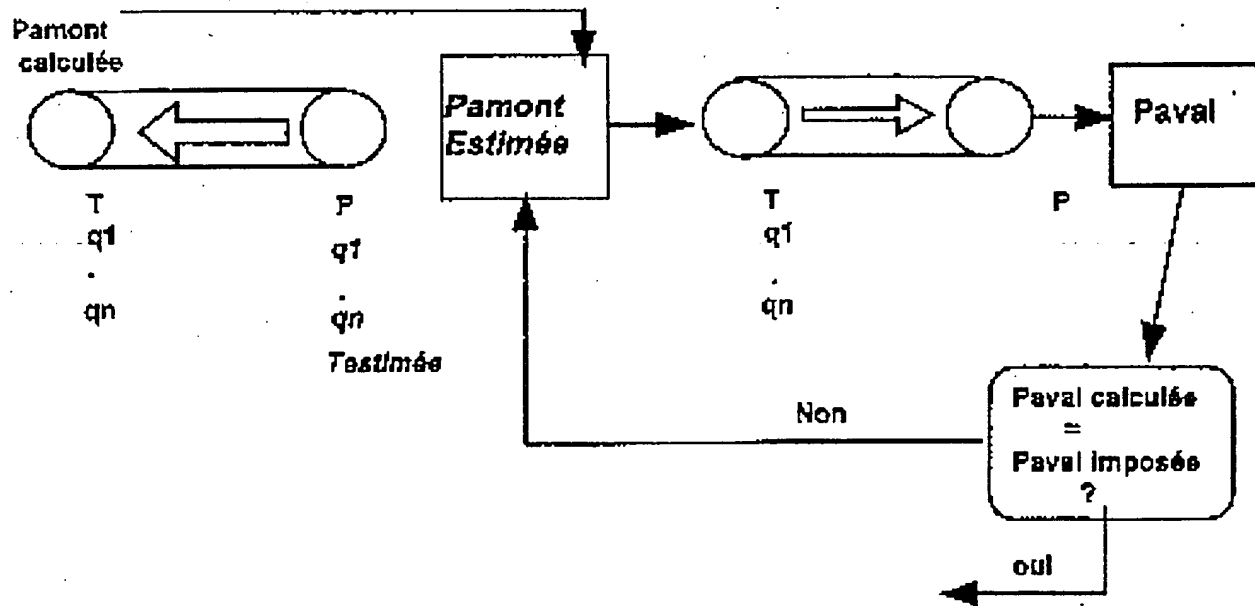 Pamont
calculée
T
q1
.
qn
P
q1
.
qn
Testimée
Pamont
Estimée
T
q1
.
qn
P
Paval
Paval calculée
=
Paval imposée
?
Non
oui